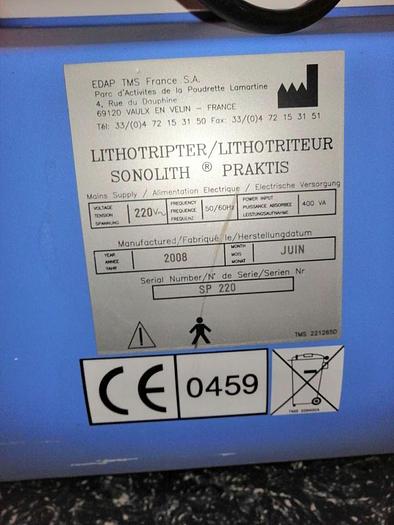 EDAP TMS France S.A.
Parc d'Activites de la Poudrette Lamartine
4, Rue du Dauphine
69120 VAULX EN VELIN - FRANCE
Tél: 33/(0)4 72 15 31 50 Fax: 33/(0)4 72 15 31 51
LITHOTRIPTER/LITHOTRITEUR
SONOLITH ® PRAKTIS
Mains Supply / Alimentation Electrique / Electrische Versorgung
VOLTAGE TENSION SPANNUNG 220V~ FREQUENCY FREQUENCE FREQUENZ 50/60Hz POWER INPUT PUISSANCE ABSORBEE LEISTUNGSAUFNAHME 400 VA
Manufactured/Fabriqué le/Herstellungdatum
YEAR ANNEE YAHR 2008 MONTH MOIS MONAT JUIN
Serial Number/N° de Serie/Serien Nr
SP 220
TMS 221265D
CE 0459